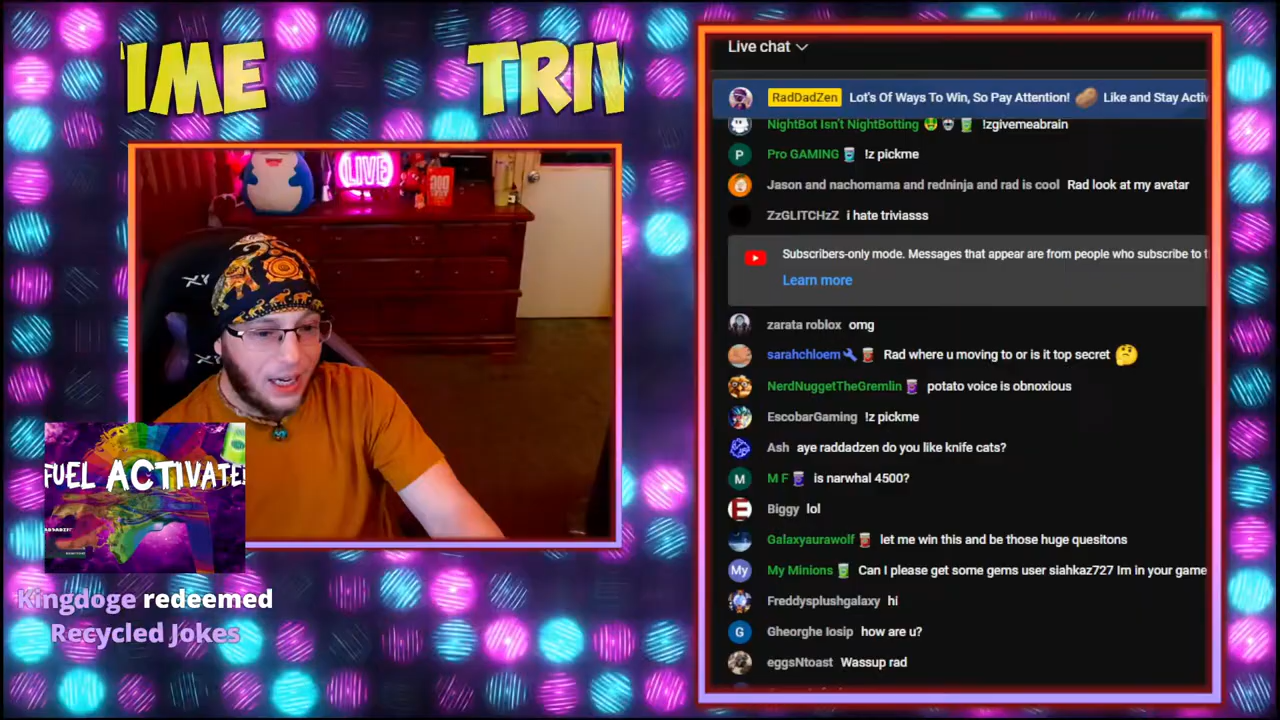 IME TRIV
LIVE
FUEL ACTIVATE
Kingdoge redeemed
Recycled Jokes
Live chat
RadDadZen Lot's Of Ways To Win, So Pay Attention! 🥔 Like and Stay Activ
NightBot Isn't NightBotting !zgivemeabrain
P Pro GAMING !z pickme
Jason and nachomama and redninja and rad is cool Rad look at my avatar
ZzGLITCHzZ i hate triviasss
Subscribers-only mode. Messages that appear are from people who subscribe to t
Learn more
zarata roblox omg
sarahchloem Rad where u moving to or is it top secret 🤔
NerdNuggetTheGremlin potato voice is obnoxious
EscobarGaming !z pickme
Ash aye raddadzen do you like knife cats?
M M F is narwhal 4500?
Biggy lol
Galaxyaurawolf let me win this and be those huge quesitons
My My Minions Can I please get some gems user siahkaz727 Im in your game
Freddysplushgalaxy hi
G Gheorghe Iosip how are u?
eggsNtoast Wassup rad